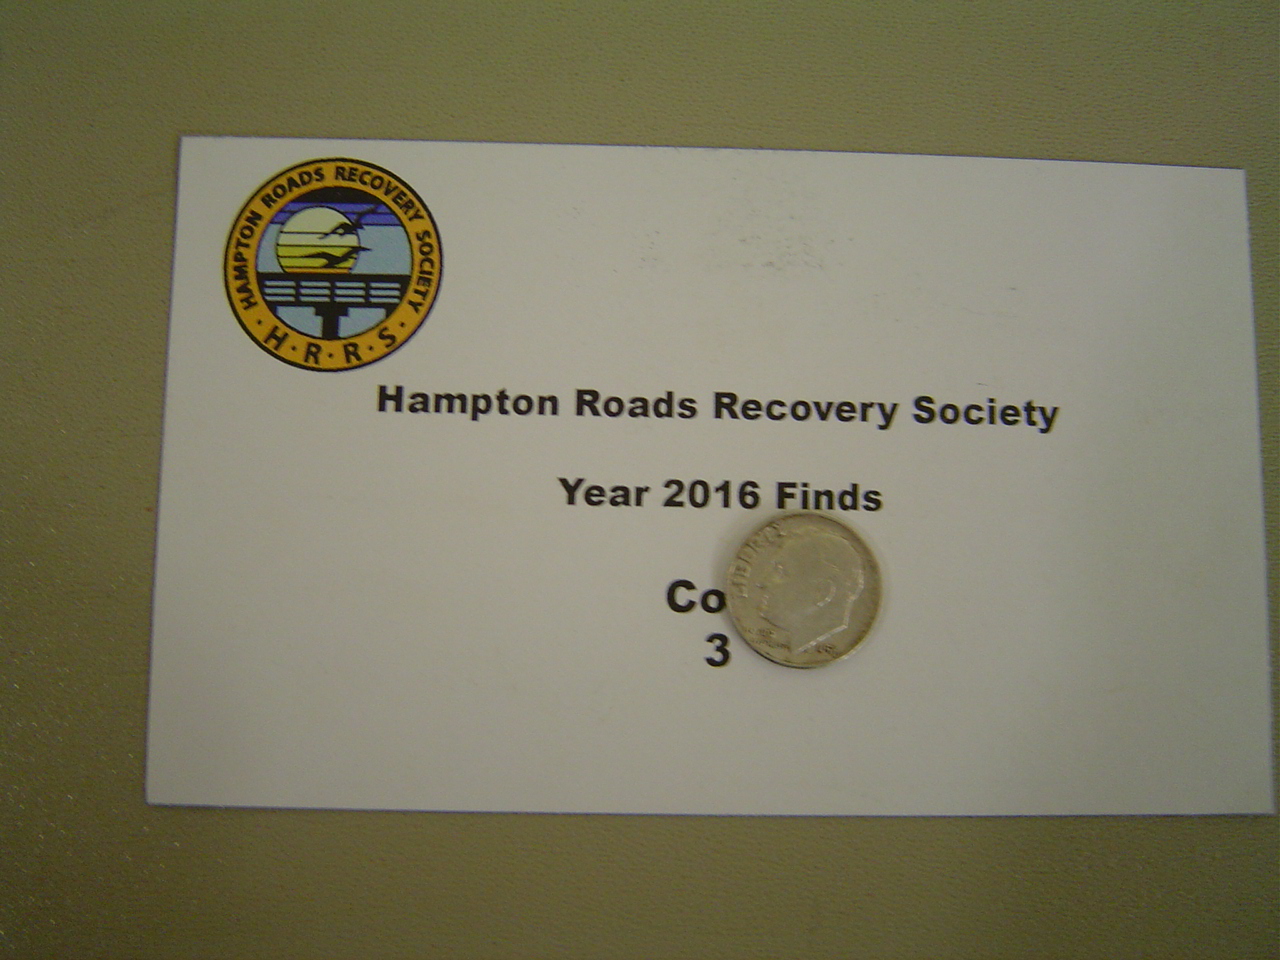 HAMPTON ROADS RECOVERY SOCIETY
· H · R · R · S ·
Hampton Roads Recovery Society
Year 2016 Finds
Co
3
LIBERTY